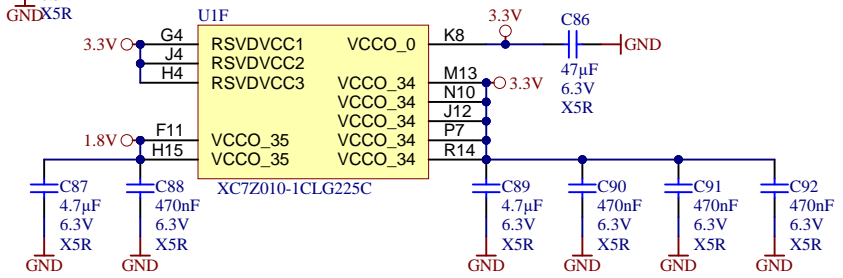 GND
X5R
U1F
3.3V
G4
J4
H4
RSVDVCC1
RSVDVCC2
RSVDVCC3
VCCO_0
K8
3.3V
C86
47µF
6.3V
X5R
GND
VCCO_34
VCCO_34
VCCO_34
VCCO_34
VCCO_34
M13
N10
J12
P7
R14
3.3V
1.8V
F11
H15
VCCO_35
VCCO_35
XC7Z010-1CLG225C
C87
4.7µF
6.3V
X5R
GND
C88
470nF
6.3V
X5R
GND
C89
4.7µF
6.3V
X5R
GND
C90
470nF
6.3V
X5R
GND
C91
470nF
6.3V
X5R
GND
C92
470nF
6.3V
X5R
GND